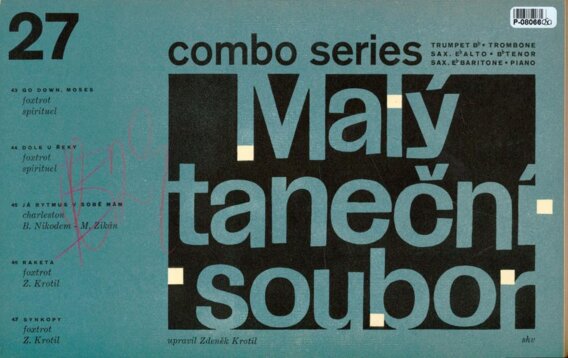 27
combo series
TRUMPET B♭ • TROMBONE
SAX. E♭ ALTO • B♭ TENOR
SAX. E♭ BARITONE • PIANO
Malý
taneční
soubor
43 GO DOWN, MOSES
foxtrot
spirituel
44 DOLE U ŘEKY
foxtrot
spirituel
45 JÁ RYTMUS V SOBĚ MÁM
charleston
B. Nikodem - M. Zikán
46 RAKETA
foxtrot
Z. Krotil
47 SYNKOPY
foxtrot
Z. Krotil
upravil Zdeněk Krotil
shv